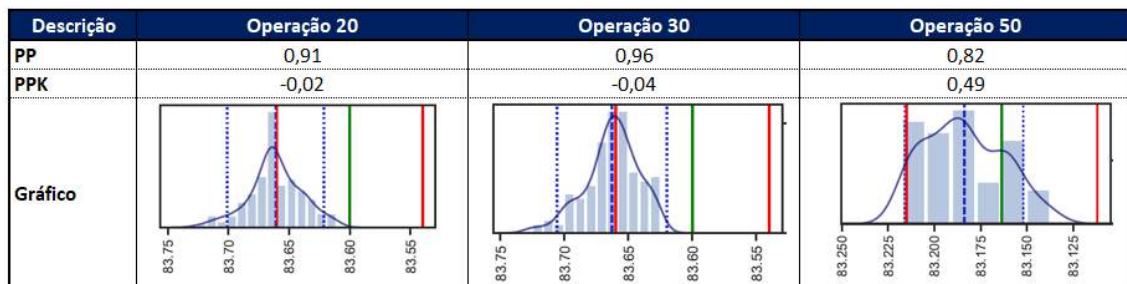 Descrição Operação 20 Operação 30 Operação 50
PP 0,91 0,96 0,82
PPK -0,02 -0,04 0,49
Gráfico
83.75 83.70 83.65 83.60 83.55
83.75 83.70 83.65 83.60 83.55
83.250 83.225 83.200 83.175 83.150 83.125